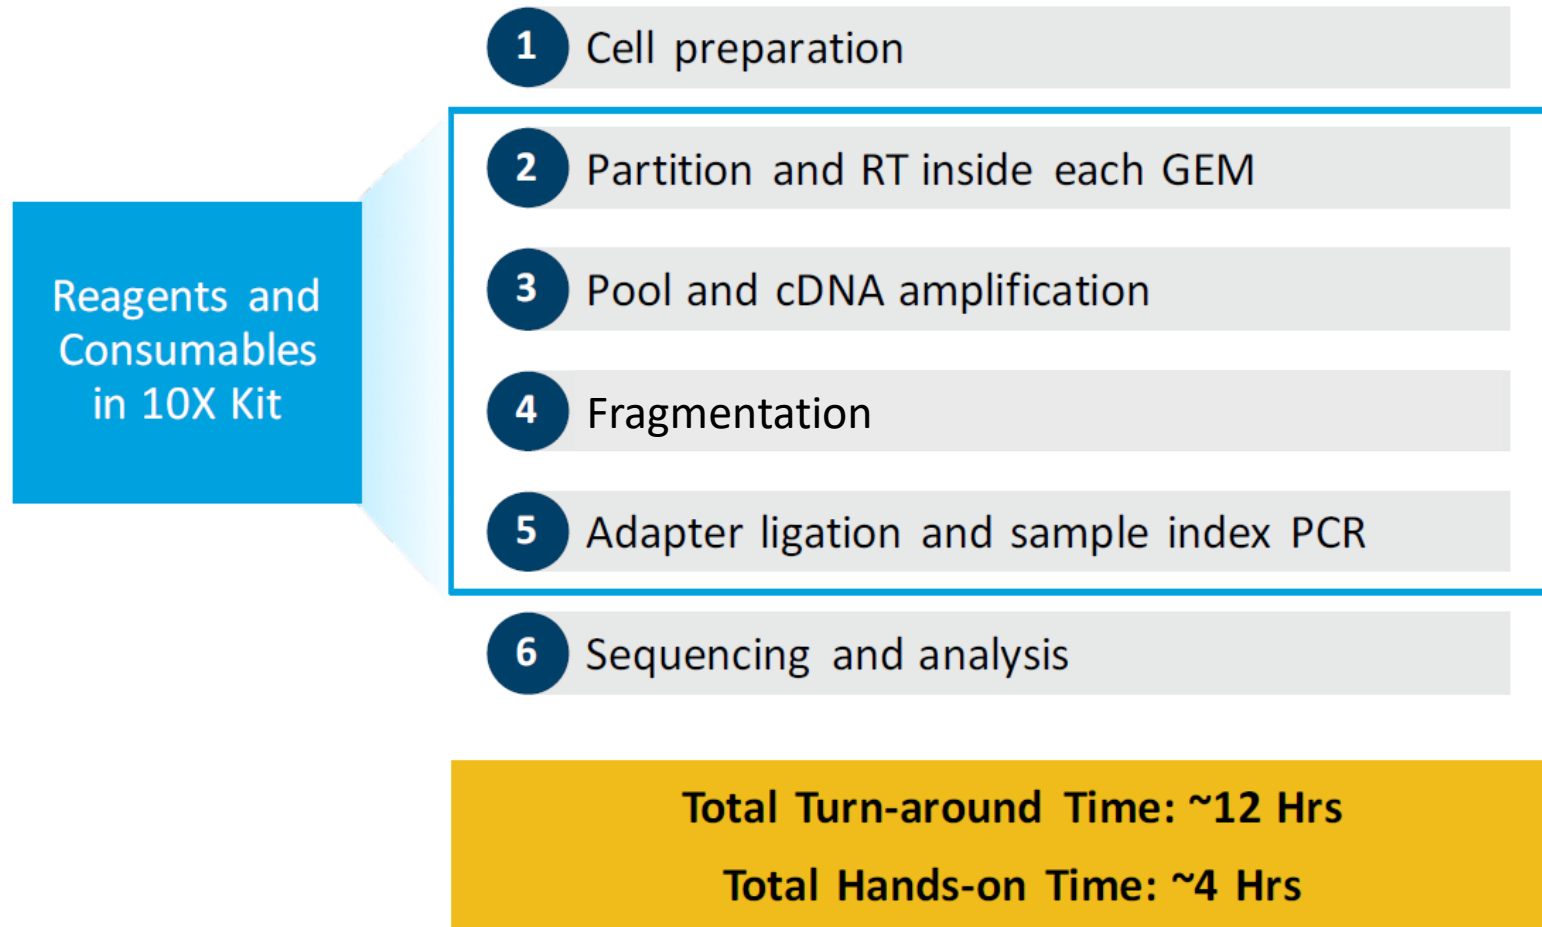 Reagents and
Consumables
in 10X Kit
1 Cell preparation
2 Partition and RT inside each GEM
3 Pool and cDNA amplification
4 Fragmentation
5 Adapter ligation and sample index PCR
6 Sequencing and analysis
Total Turn-around Time: ~12 Hrs
Total Hands-on Time: ~4 Hrs